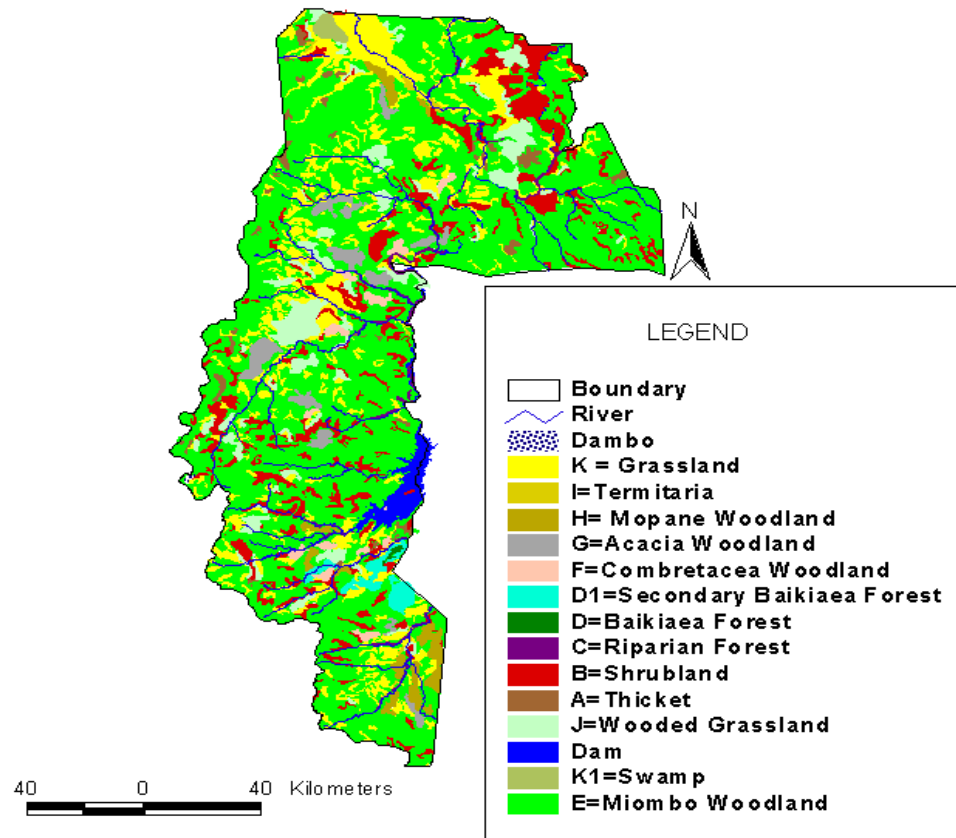 N
LEGEND
Boundary
River
Dambo
K = Grassland
I=Termitaria
H= Mopane Woodland
G=Acacia Woodland
F=Combretacea Woodland
D1=Secondary Baikiaea Forest
D=Baikiaea Forest
C=Riparian Forest
B=Shrubland
A=Thicket
J=Wooded Grassland
Dam
K1=Swamp
E=Miombo Woodland
40 0 40 Kilometers